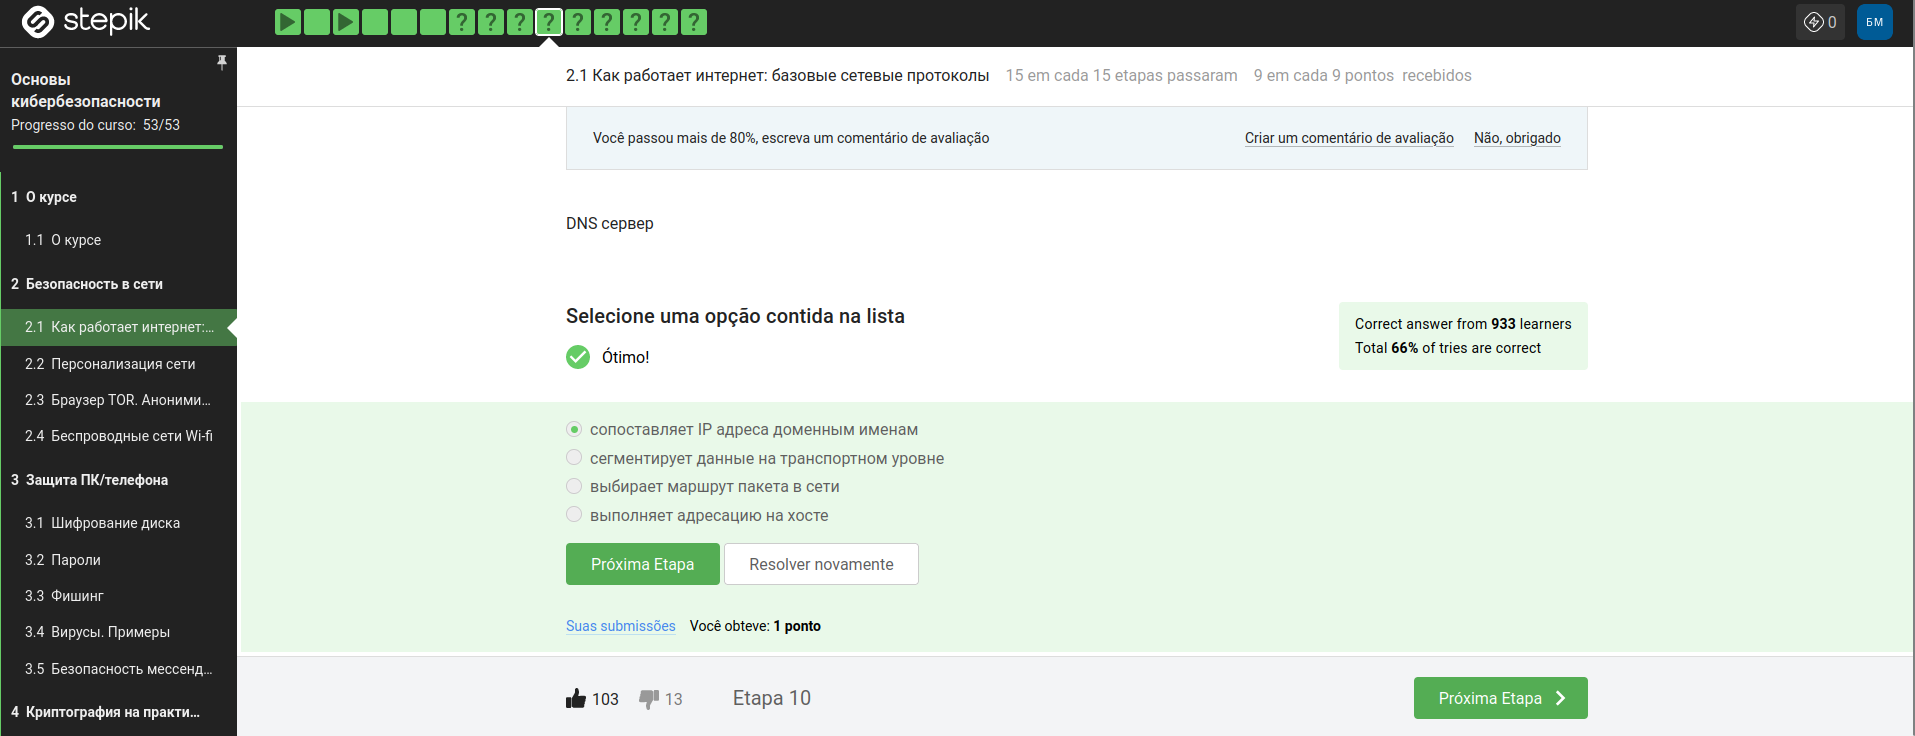 stepik
? ? ? ? ? ? ? ? ?
0
БМ
Основы
кибербезопасности
Progresso do curso: 53/53
1 О курсе
1.1 О курсе
2 Безопасность в сети
2.1 Как работает интернет:...
2.2 Персонализация сети
2.3 Браузер TOR. Аноними...
2.4 Беспроводные сети Wi-fi
3 Защита ПК/телефона
3.1 Шифрование диска
3.2 Пароли
3.3 Фишинг
3.4 Вирусы. Примеры
3.5 Безопасность мессенд...
4 Криптография на практи...
2.1 Как работает интернет: базовые сетевые протоколы 15 em cada 15 etapas passaram 9 em cada 9 pontos recebidos
Você passou mais de 80%, escreva um comentário de avaliação Criar um comentário de avaliação Não, obrigado
DNS сервер
Selecione uma opção contida na lista
Ótimo!
Correct answer from 933 learners
Total 66% of tries are correct
сопоставляет IP адреса доменным именам
сегментирует данные на транспортном уровне
выбирает маршрут пакета в сети
выполняет адресацию на хосте
Próxima Etapa Resolver novamente
Suas submissões Você obteve: 1 ponto
103 13 Etapa 10 Próxima Etapa